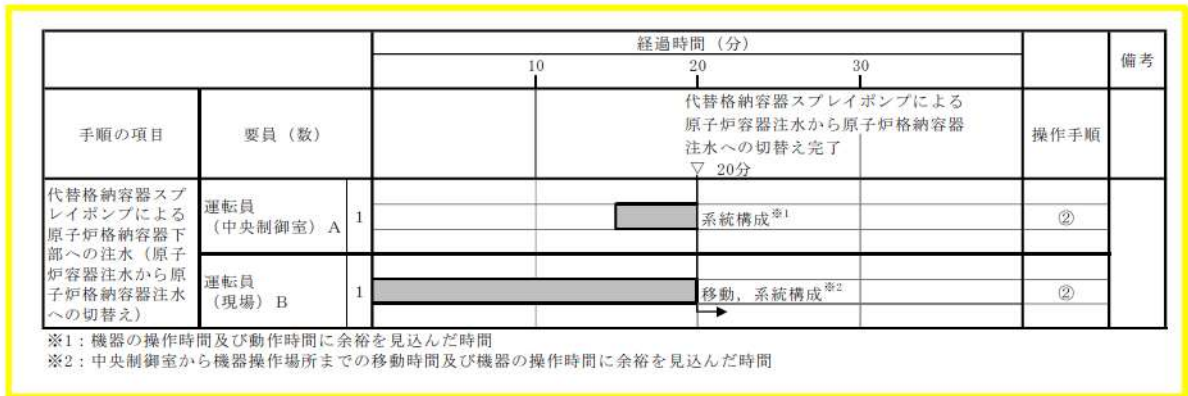 経過時間（分）
備考
10
20
30
手順の項目
要員（数）
代替格納容器スプレイポンプによる
原子炉容器注水から原子炉格納容器
注水への切替え完了
▽ 20分
操作手順
代替格納容器スプ
レイポンプによる
原子炉格納容器下
部への注水（原子
炉容器注水から原
子炉格納容器注水
への切替え）
運転員
（中央制御室）A
1
系統構成※1
②
運転員
（現場）B
1
移動，系統構成※2
②
※1：機器の操作時間及び動作時間に余裕を見込んだ時間
※2：中央制御室から機器操作場所までの移動時間及び機器の操作時間に余裕を見込んだ時間